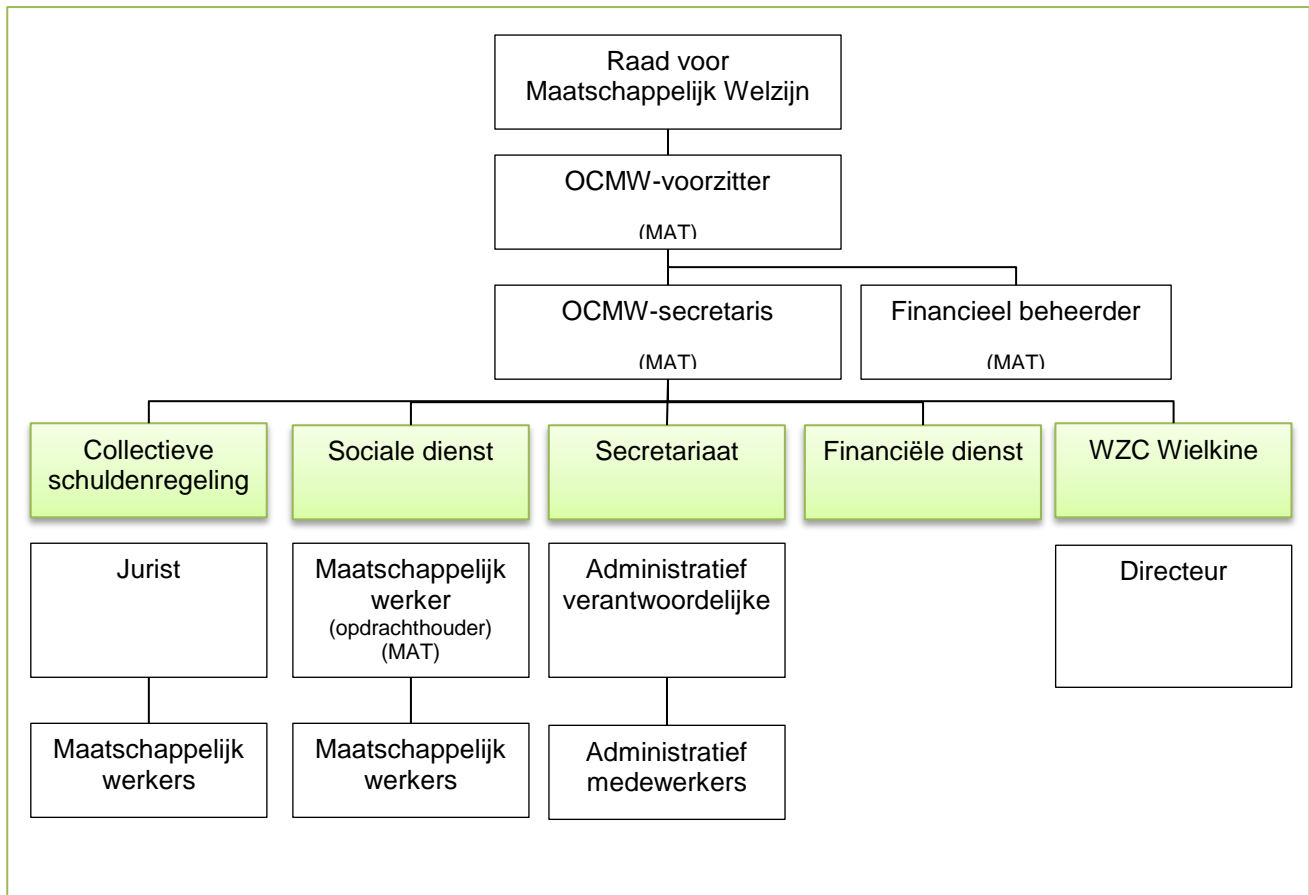 Raad voor
Maatschappelijk Welzijn
OCMW-voorzitter
(MAT)
OCMW-secretaris
(MAT)
Financieel beheerder
(MAT)
Collectieve
schuldenregeling
Sociale dienst
Secretariaat
Financiële dienst
WZC Wielkine
Jurist
Maatschappelijk
werker
(opdrachthouder)
(MAT)
Administratief
verantwoordelijke
Directeur
Maatschappelijk
werkers
Maatschappelijk
werkers
Administratief
medewerkers